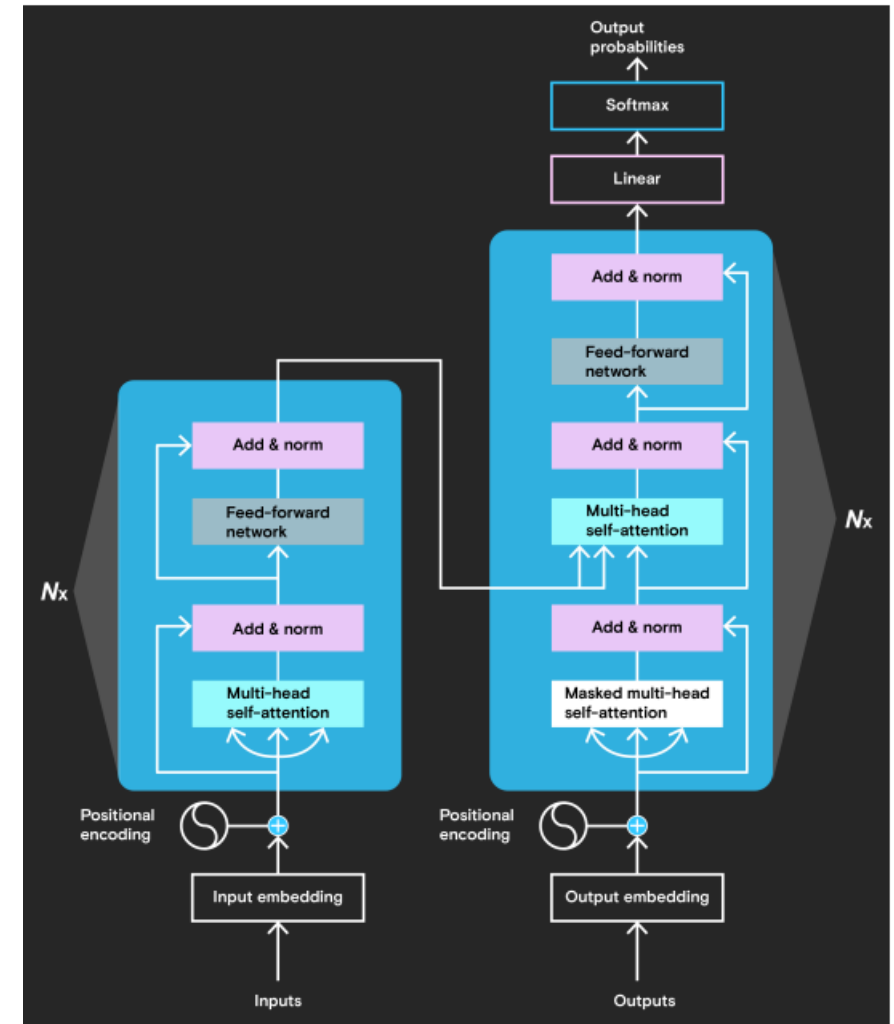 Output
probabilities
Softmax
Linear
Add & norm
Feed-forward
network
Add & norm
Multi-head
self-attention
Add & norm
Masked multi-head
self-attention
Nx
Positional
encoding
Output embedding
Outputs
Add & norm
Feed-forward
network
Add & norm
Multi-head
self-attention
Nx
Positional
encoding
Input embedding
Inputs